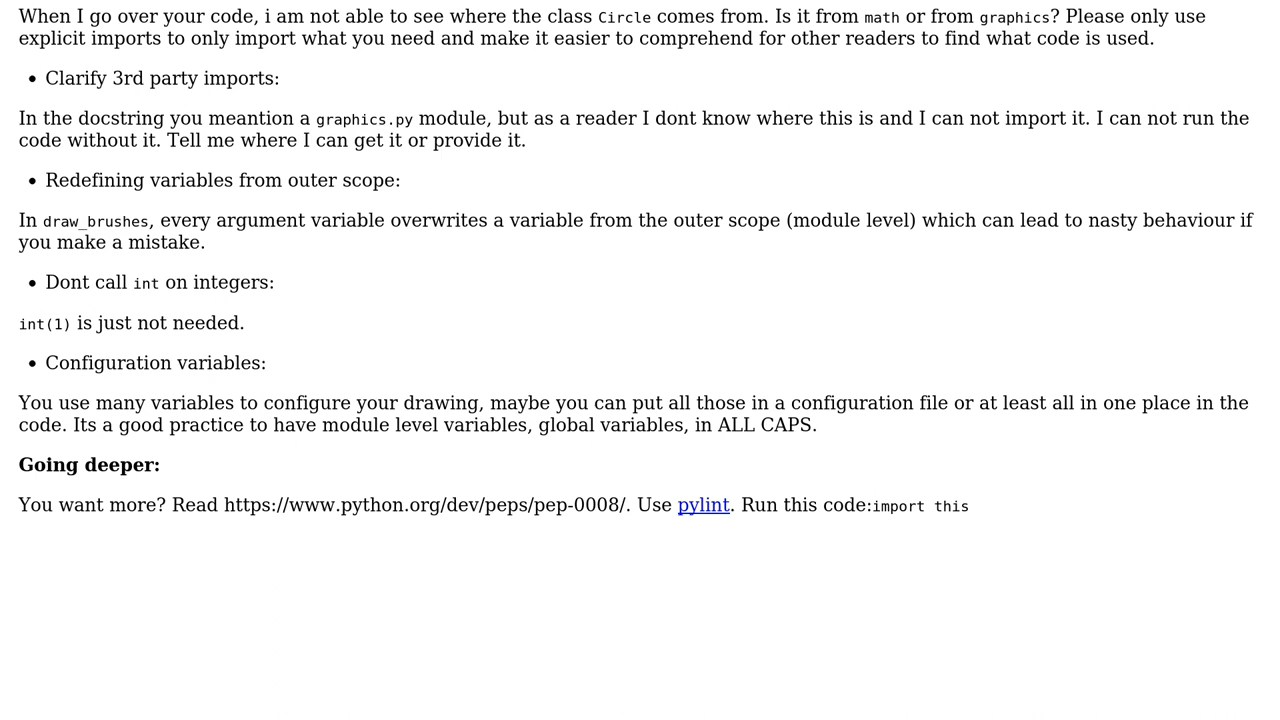 When I go over your code, i am not able to see where the class Circle comes from. Is it from math or from graphics? Please only use
explicit imports to only import what you need and make it easier to comprehend for other readers to find what code is used.
• Clarify 3rd party imports:
In the docstring you meantion a graphics.py module, but as a reader I dont know where this is and I can not import it. I can not run the
code without it. Tell me where I can get it or provide it.
• Redefining variables from outer scope:
In draw_brushes, every argument variable overwrites a variable from the outer scope (module level) which can lead to nasty behaviour if
you make a mistake.
• Dont call int on integers:
int(1) is just not needed.
• Configuration variables:
You use many variables to configure your drawing, maybe you can put all those in a configuration file or at least all in one place in the
code. Its a good practice to have module level variables, global variables, in ALL CAPS.
Going deeper:
You want more? Read https://www.python.org/dev/peps/pep-0008/. Use pylint. Run this code:import this